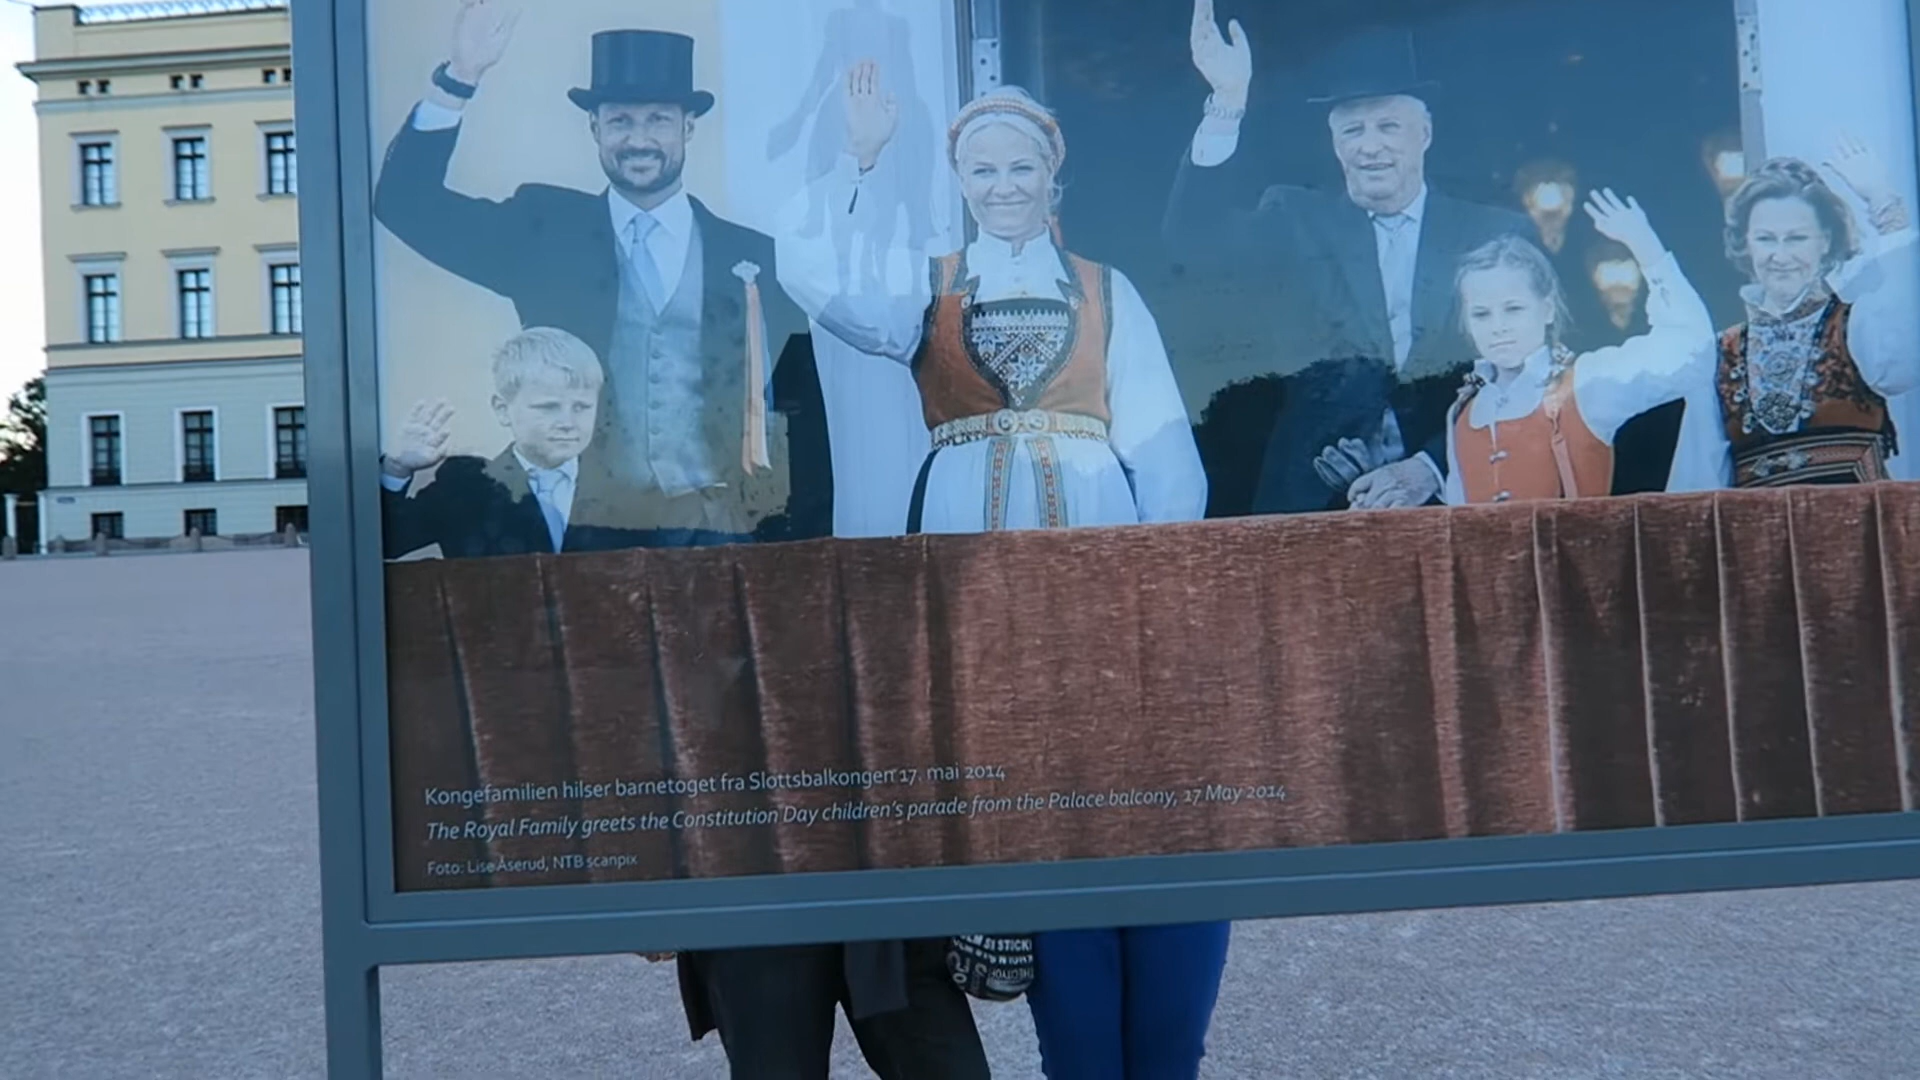 Kongefamilien hilser barnetoget fra Slottsbalkongen 17. mai 2014
The Royal Family greets the Constitution Day children's parade from the Palace balcony, 17 May 2014
Foto: Lise Åserud, NTB scanpix